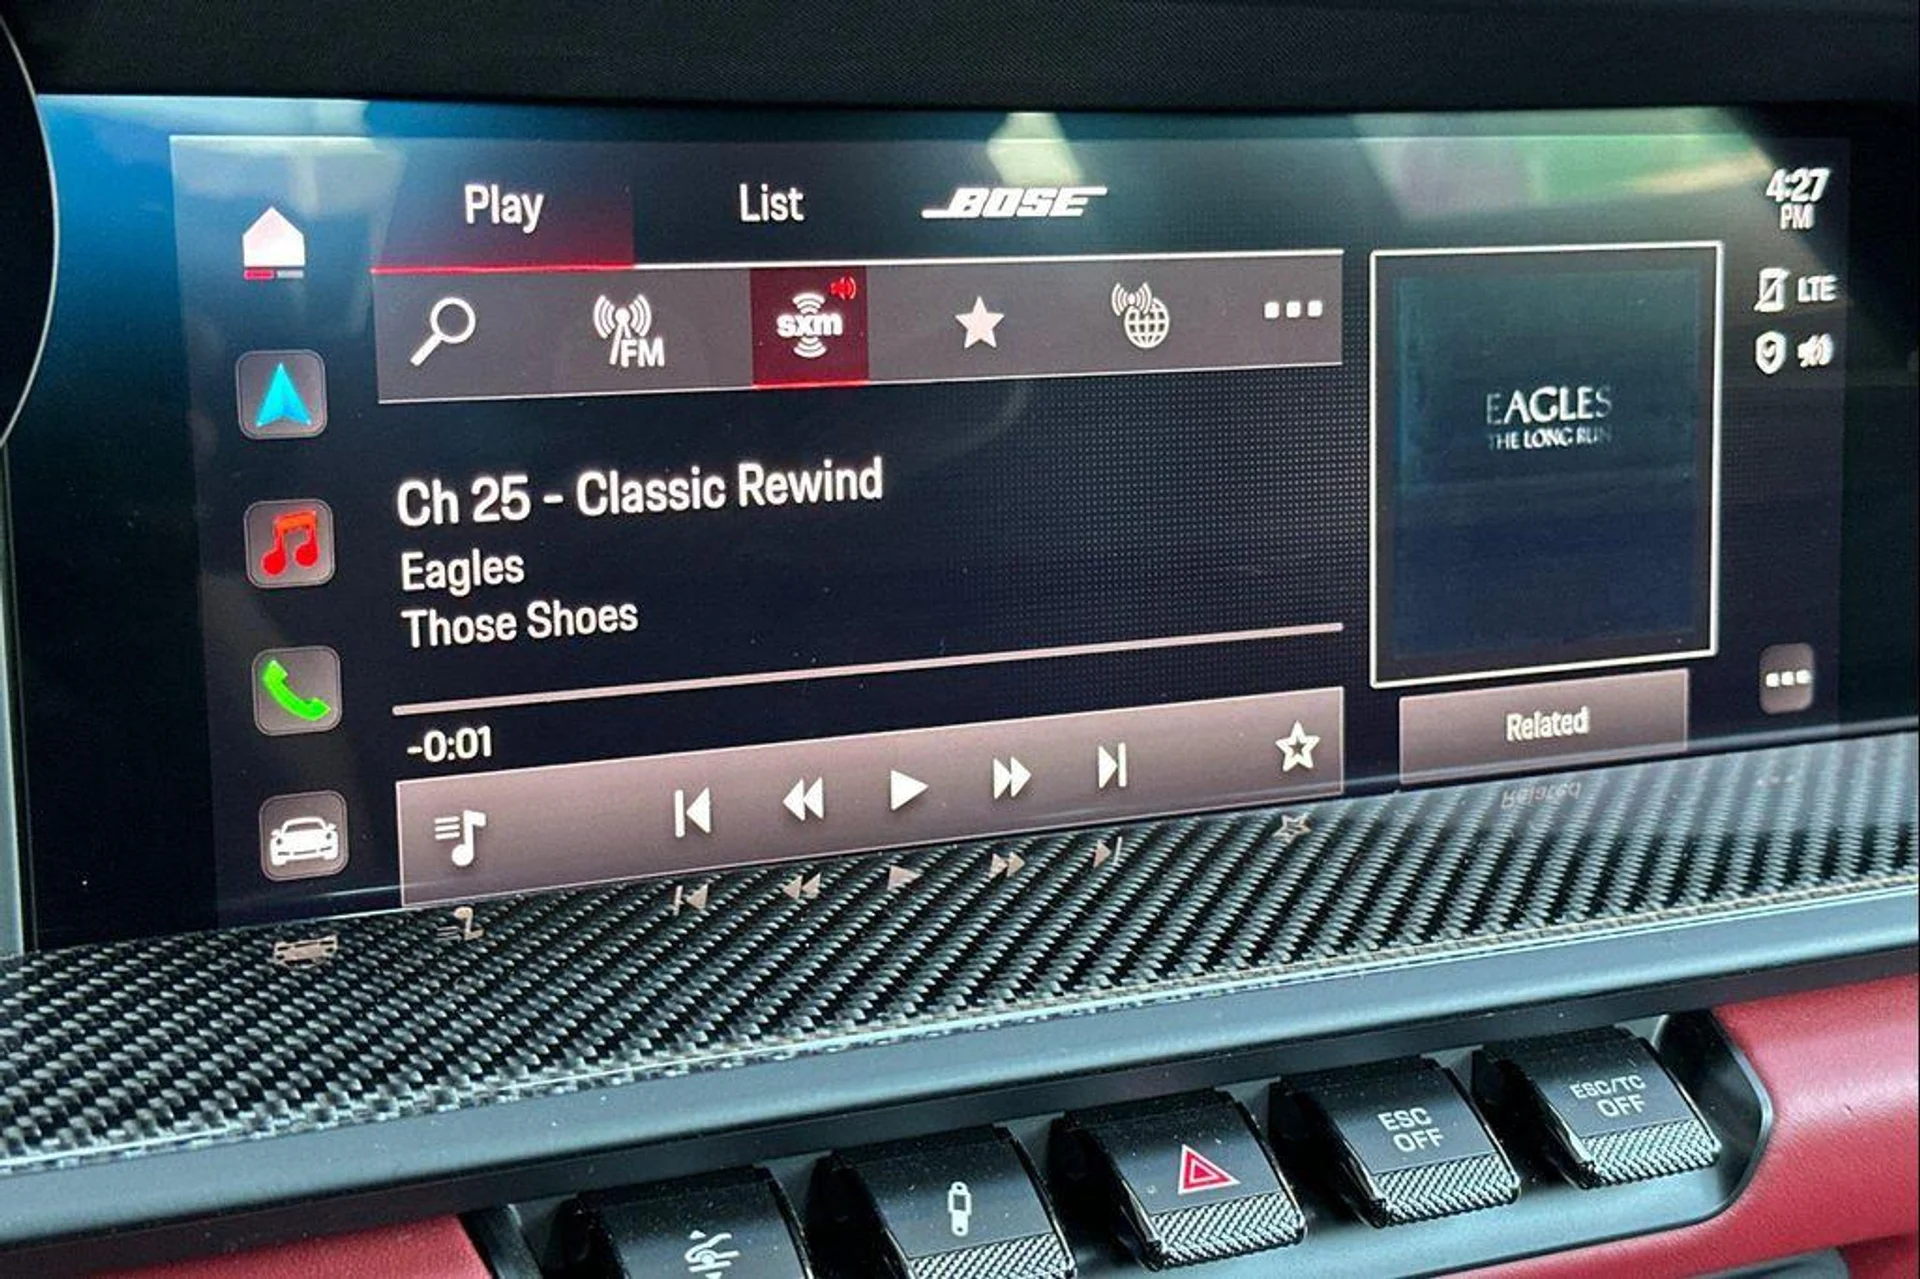 Play
List
BOSE
4:27
PM
FM
sxm
LTE
EAGLES
THE LONG RUN
Ch 25 - Classic Rewind
Eagles
Those Shoes
-0:01
Related
ESC
OFF
ESC/TC
OFF